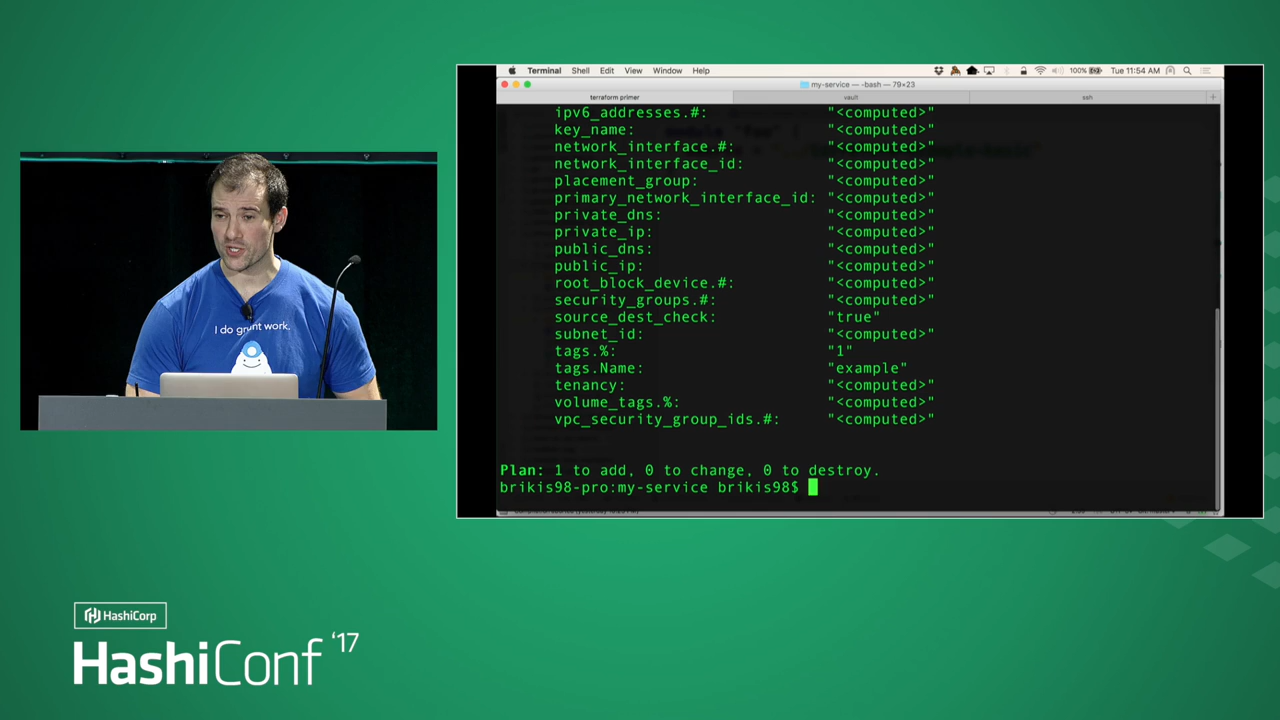 Terminal Shell Edit View Window Help 100% Tue 11:54 AM
my-service — -bash — 79×23
terraform primer vault ssh
ipv6_addresses.#: "<computed>"
key_name: "<computed>"
network_interface.#: "<computed>"
network_interface_id: "<computed>"
placement_group: "<computed>"
primary_network_interface_id: "<computed>"
private_dns: "<computed>"
private_ip: "<computed>"
public_dns: "<computed>"
public_ip: "<computed>"
root_block_device.#: "<computed>"
security_groups.#: "<computed>"
source_dest_check: "true"
subnet_id: "<computed>"
tags.%: "1"
tags.Name: "example"
tenancy: "<computed>"
volume_tags.%: "<computed>"
vpc_security_group_ids.#: "<computed>"
Plan: 1 to add, 0 to change, 0 to destroy.
brikis98-pro:my-service brikis98$
I do grunt work.
HashiCorp
HashiConf '17